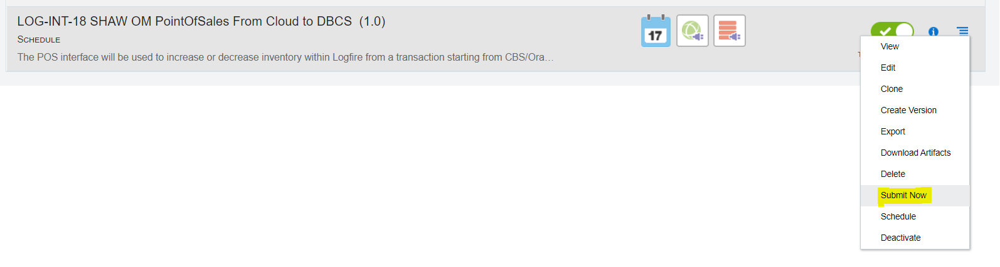 LOG-INT-18 SHAW OM PointOfSales From Cloud to DBCS (1.0)
SCHEDULE
The POS interface will be used to increase or decrease inventory within Logfire from a transaction starting from CBS/Ora…
17
View
Edit
Clone
Create Version
Export
Download Artifacts
Delete
Submit Now
Schedule
Deactivate